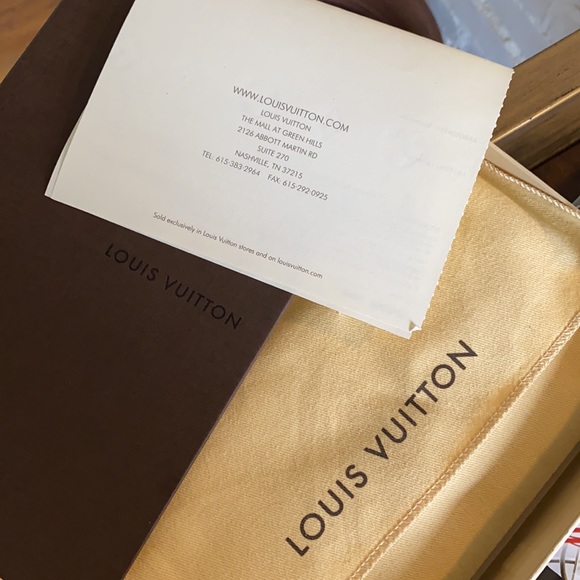 WWW.LOUISVUITTON.COM
LOUIS VUITTON
THE MALL AT GREEN HILLS
2126 ABBOTT MARTIN RD
SUITE 270
NASHVILLE, TN 37215
TEL: 615-383-2964 FAX: 615-292-0925
Sold exclusively in Louis Vuitton stores and on louisvuitton.com
LOUIS VUITTON
LOUIS VUITTON